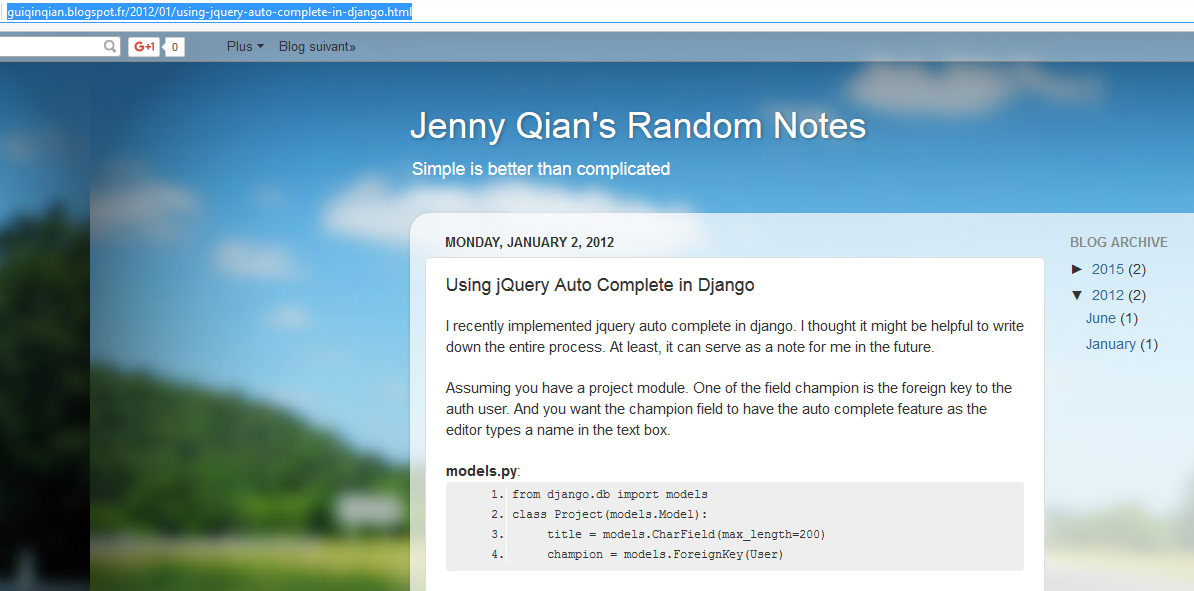 guiqinqian.blogspot.fr/2012/01/using-jquery-auto-complete-in-django.html
G+1 0 Plus Blog suivant»
Jenny Qian's Random Notes
Simple is better than complicated
MONDAY, JANUARY 2, 2012
Using jQuery Auto Complete in Django
I recently implemented jquery auto complete in django. I thought it might be helpful to write
down the entire process. At least, it can serve as a note for me in the future.
Assuming you have a project module. One of the field champion is the foreign key to the
auth user. And you want the champion field to have the auto complete feature as the
editor types a name in the text box.
models.py:
1. from django.db import models
2. class Project(models.Model):
3. title = models.CharField(max_length=200)
4. champion = models.ForeignKey(User)
BLOG ARCHIVE
► 2015 (2)
▼ 2012 (2)
June (1)
January (1)